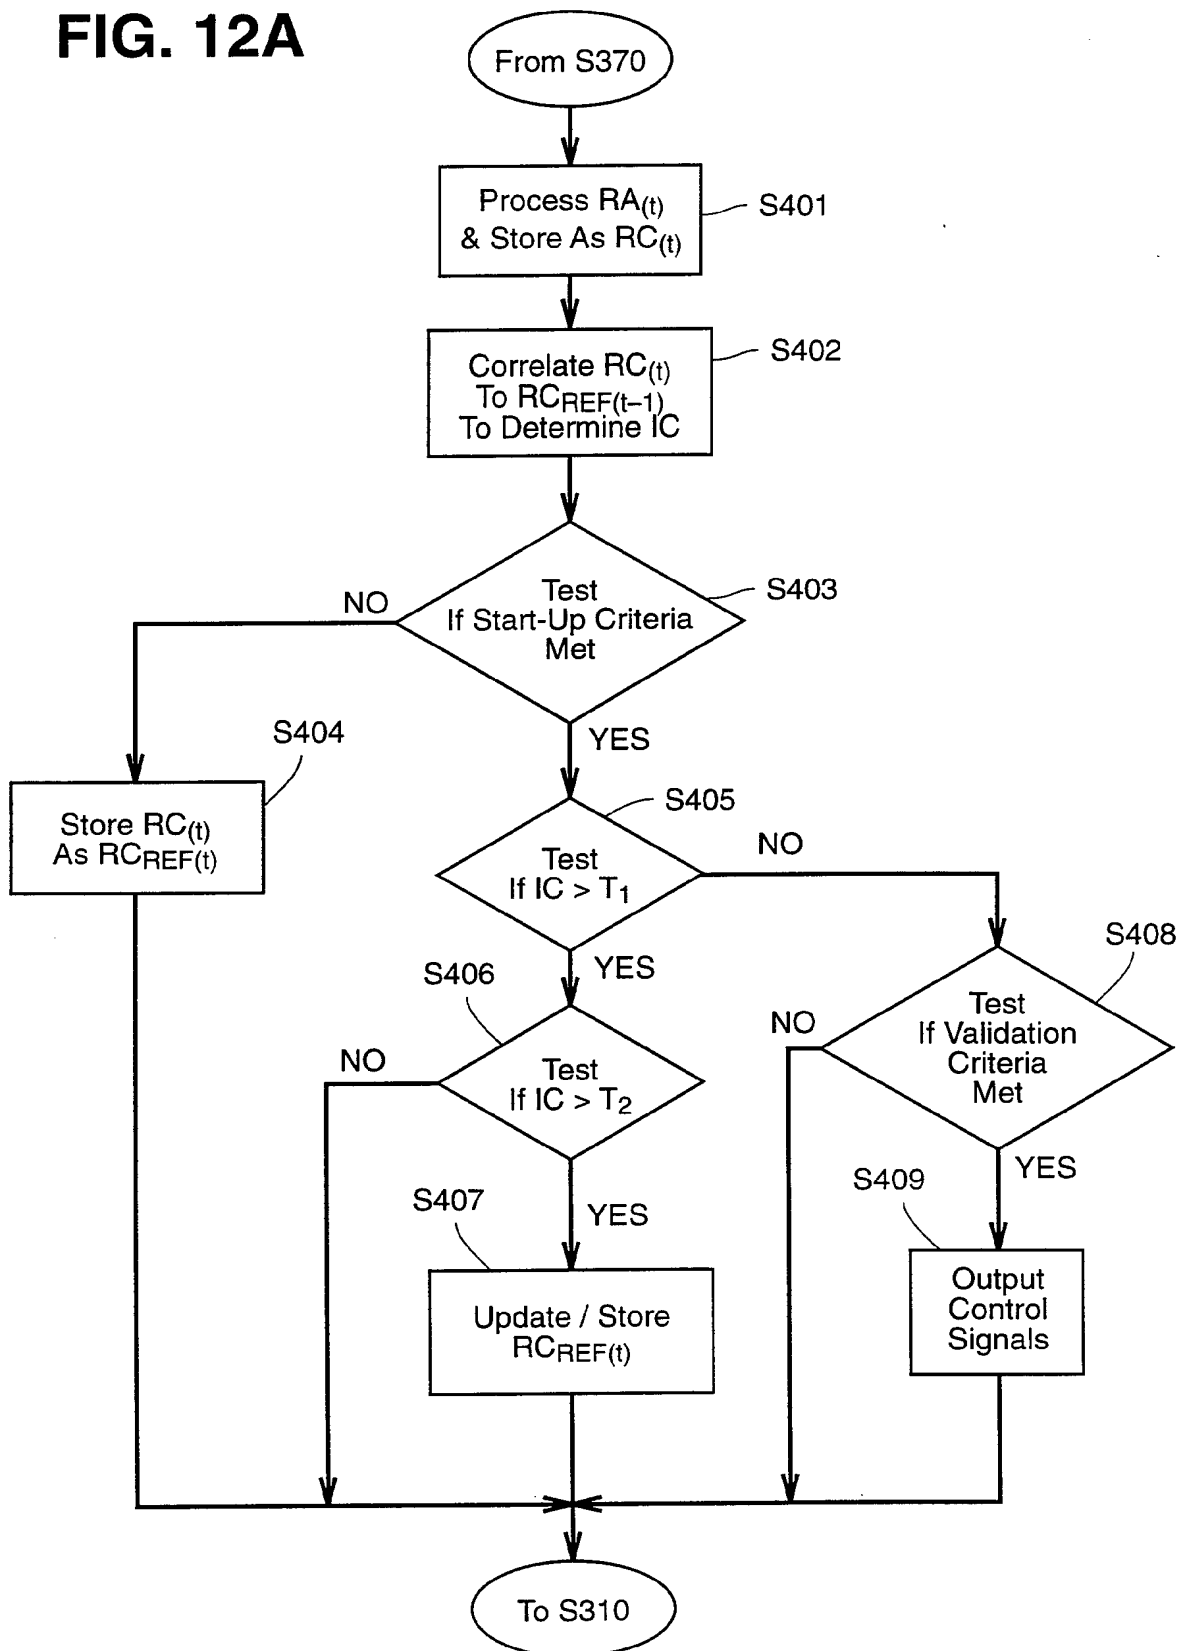 FIG. 12A
From S370
Process RA(t)
& Store As RC(t)
S401
Correlate RC(t)
To RCREF(t–1)
To Determine IC
S402
Test
If Start-Up Criteria
Met
S403
NO
YES
S404
Store RC(t)
As RCREF(t)
S405
Test
If IC > T1
NO
YES
S406
Test
If IC > T2
NO
YES
S408
Test
If Validation
Criteria
Met
NO
YES
S407
Update / Store
RCREF(t)
S409
Output
Control
Signals
To S310